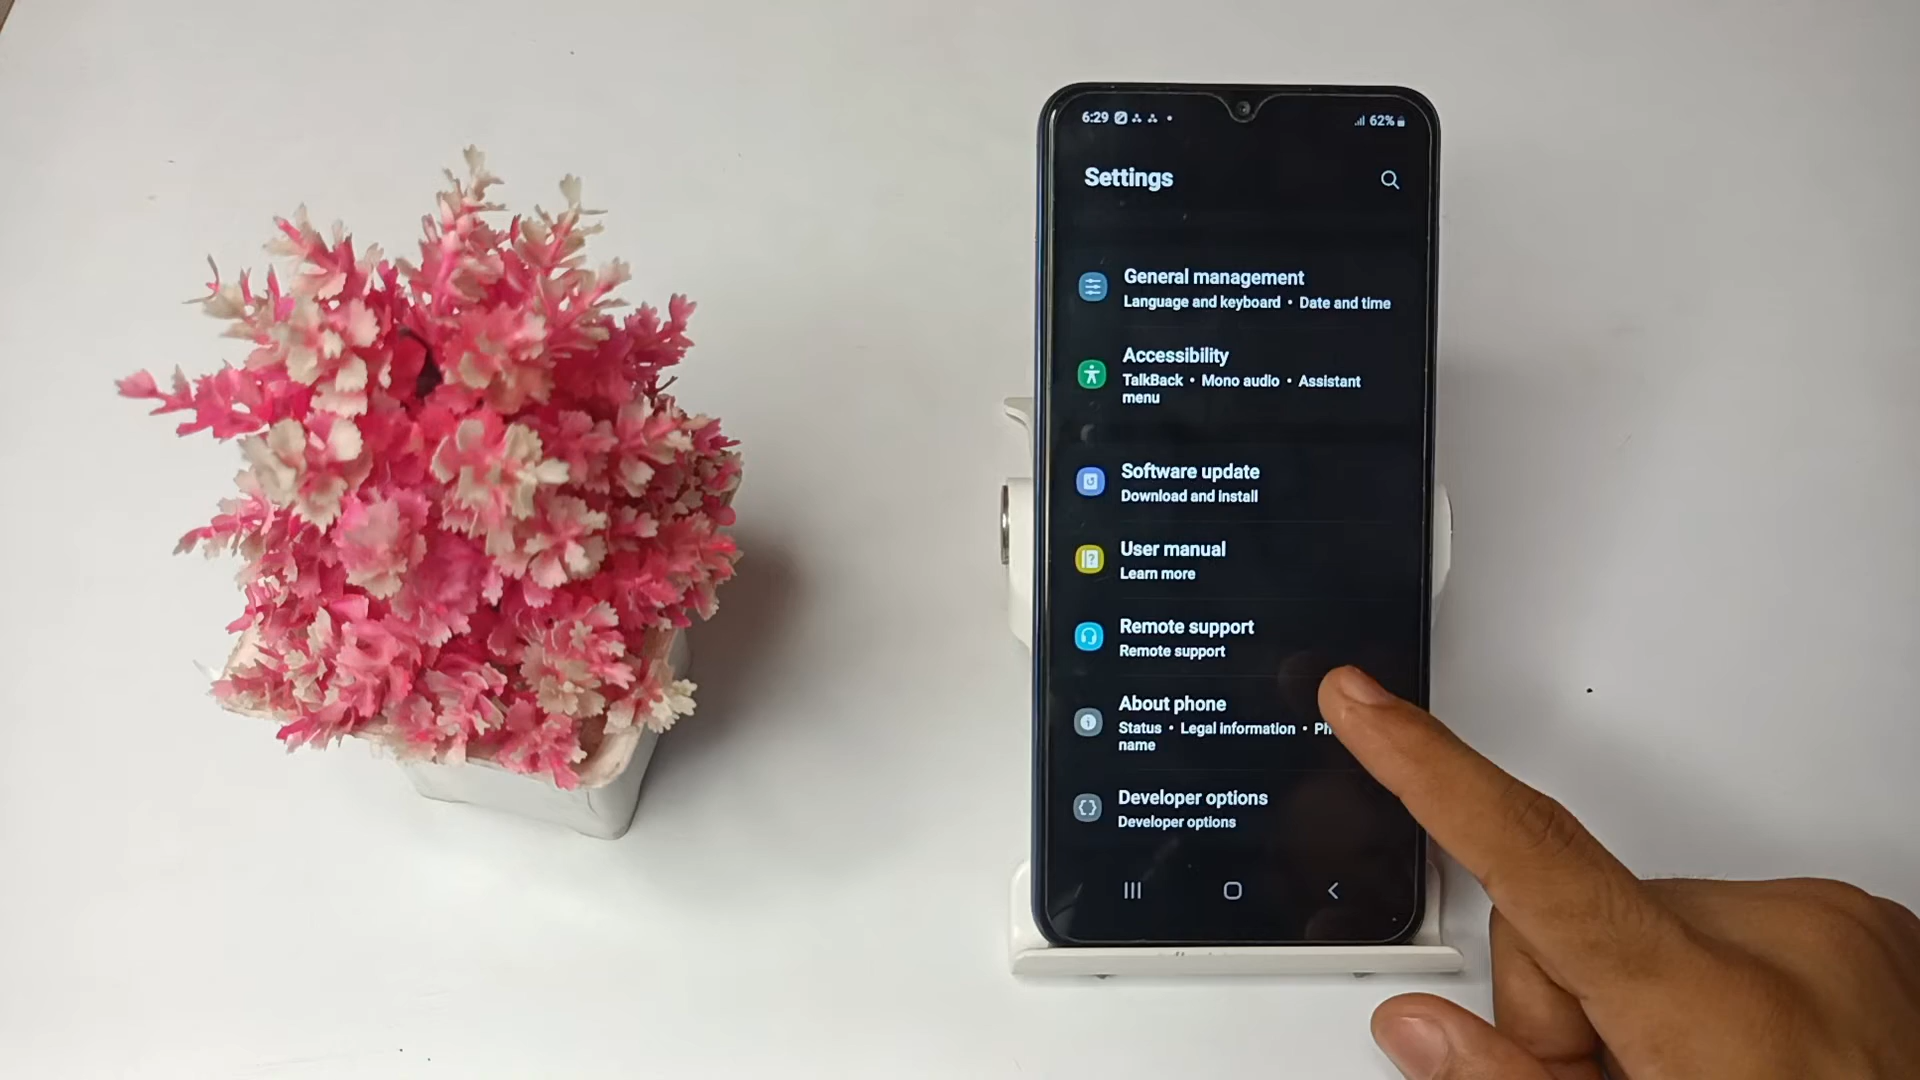 6:29
62%
Settings
General management
Language and keyboard • Date and time
Accessibility
TalkBack • Mono audio • Assistant
menu
Software update
Download and install
User manual
Learn more
Remote support
Remote support
About phone
Status • Legal information •
name
Developer options
Developer options